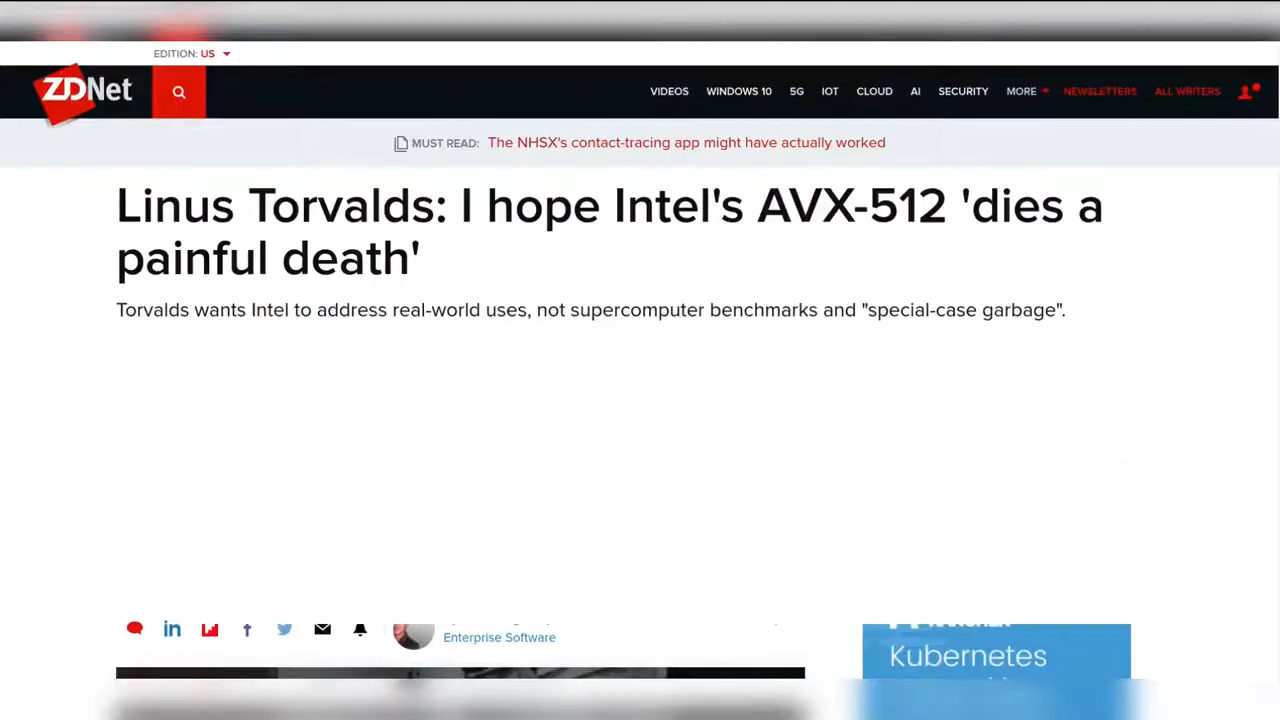 EDITION: US
ZDNet
VIDEOS WINDOWS 10 5G IOT CLOUD AI SECURITY MORE NEWSLETTERS ALL WRITERS
MUST READ: The NHSX's contact-tracing app might have actually worked
Linus Torvalds: I hope Intel's AVX-512 'dies a
painful death'
Torvalds wants Intel to address real-world uses, not supercomputer benchmarks and "special-case garbage".
Enterprise Software
Kubernetes